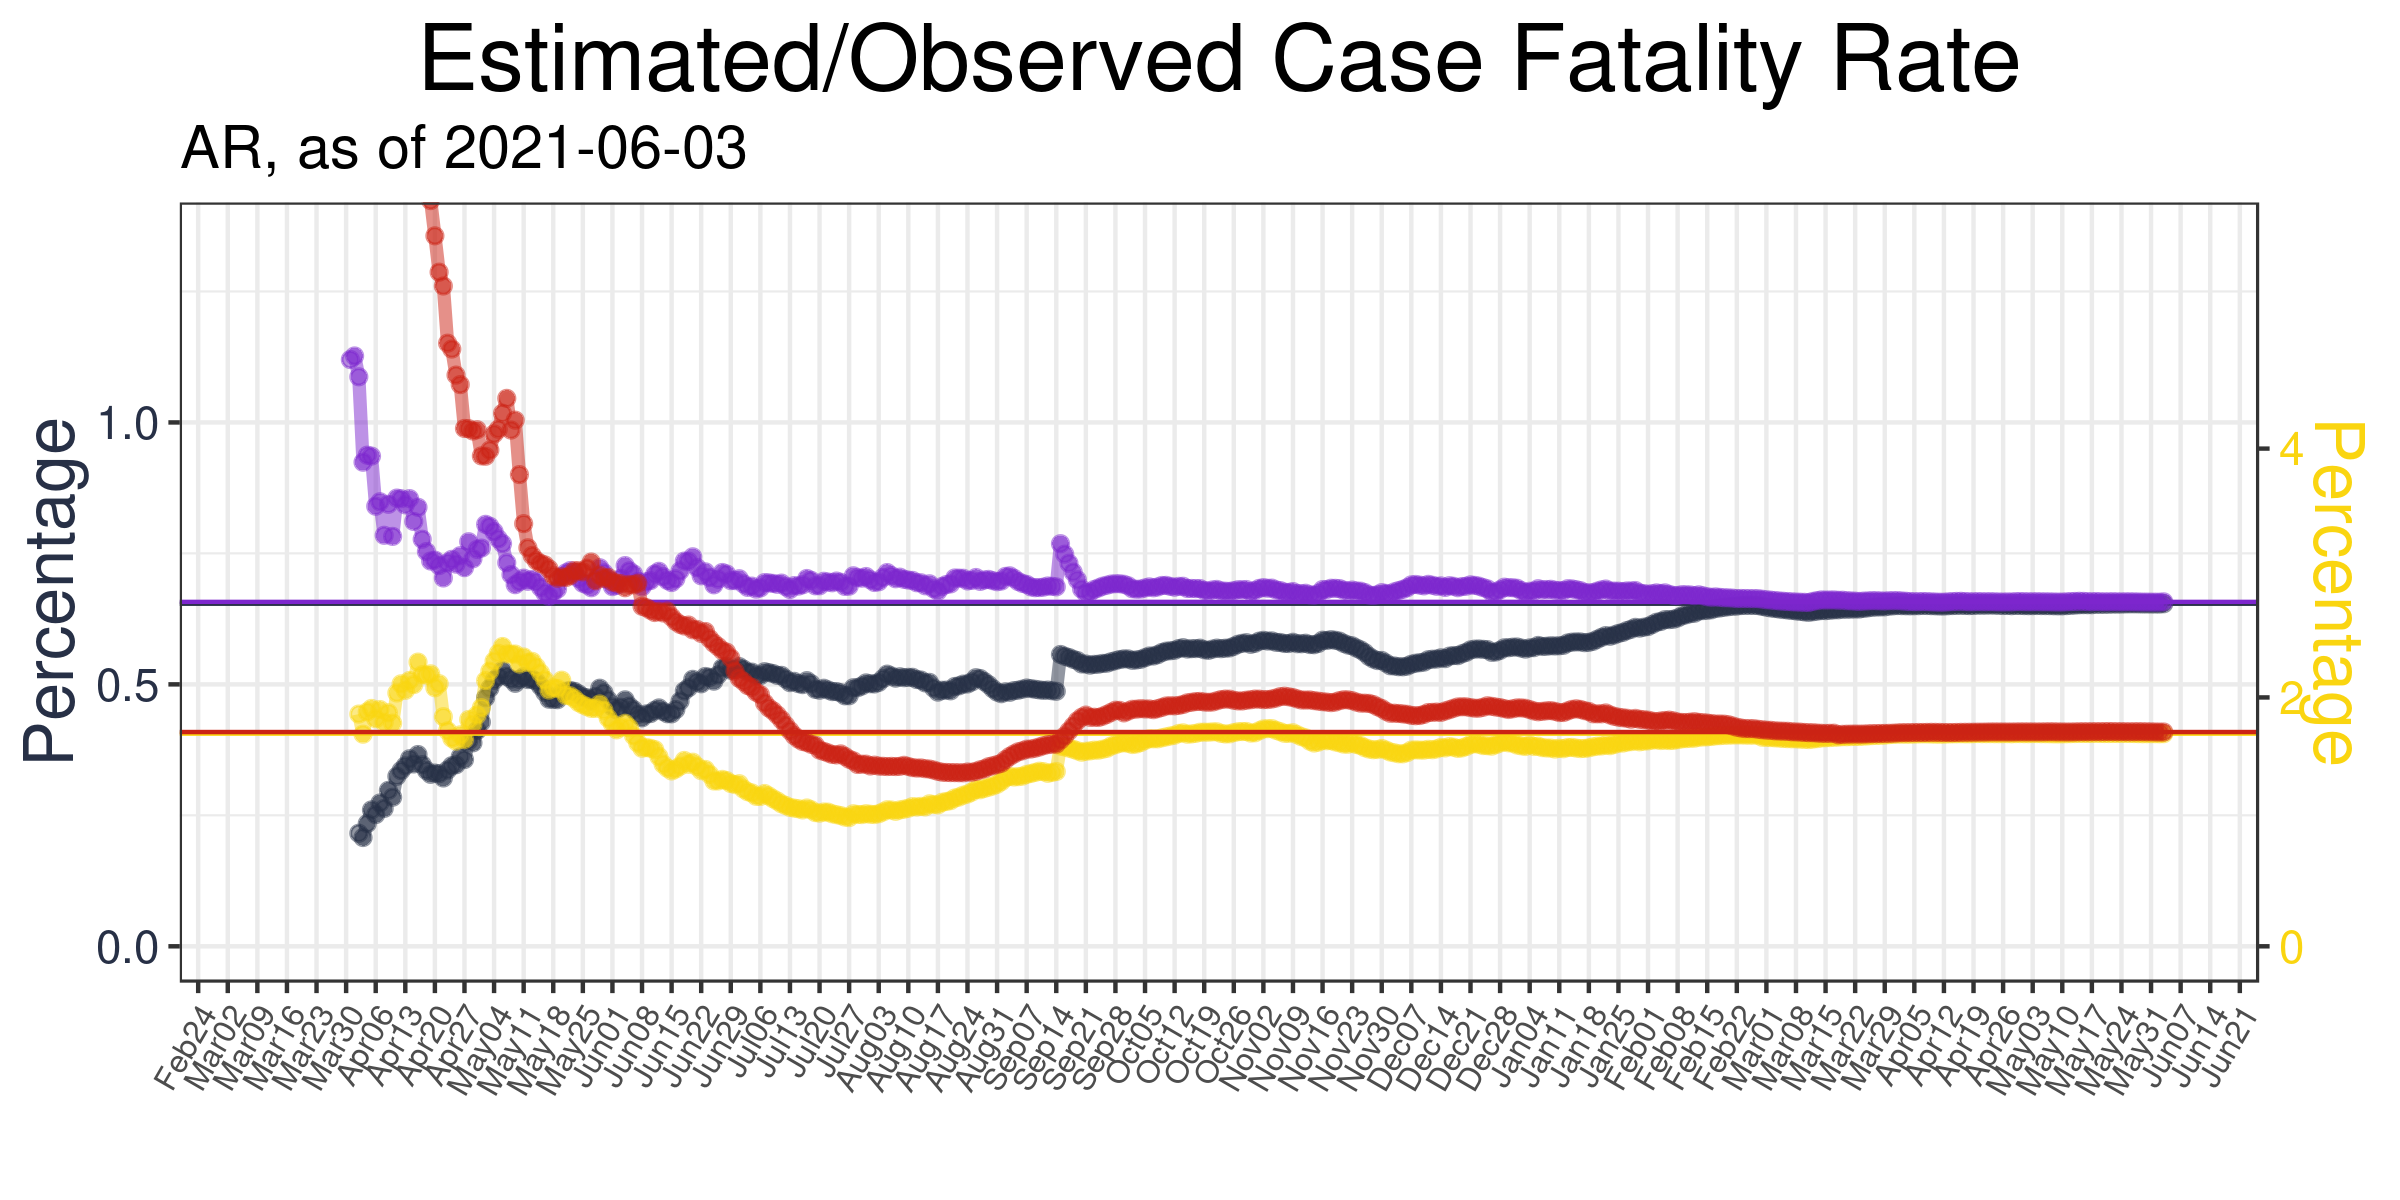 Estimated/Observed Case Fatality Rate
AR, as of 2021-06-03
Percentage
1.0
0.5
0.0
4
2
0
Percentage
Feb24
Mar02
Mar09
Mar16
Mar23
Mar30
Apr06
Apr13
Apr20
Apr27
May04
May11
May18
May25
Jun01
Jun08
Jun15
Jun22
Jun29
Jul06
Jul13
Jul20
Jul27
Aug03
Aug10
Aug17
Aug24
Aug31
Sep07
Sep14
Sep21
Sep28
Oct05
Oct12
Oct19
Oct26
Nov02
Nov09
Nov16
Nov23
Nov30
Dec07
Dec14
Dec21
Dec28
Jan04
Jan11
Jan18
Jan25
Feb01
Feb08
Feb15
Feb22
Mar01
Mar08
Mar15
Mar22
Mar29
Apr05
Apr12
Apr19
Apr26
May03
May10
May17
May24
May31
Jun07
Jun14
Jun21